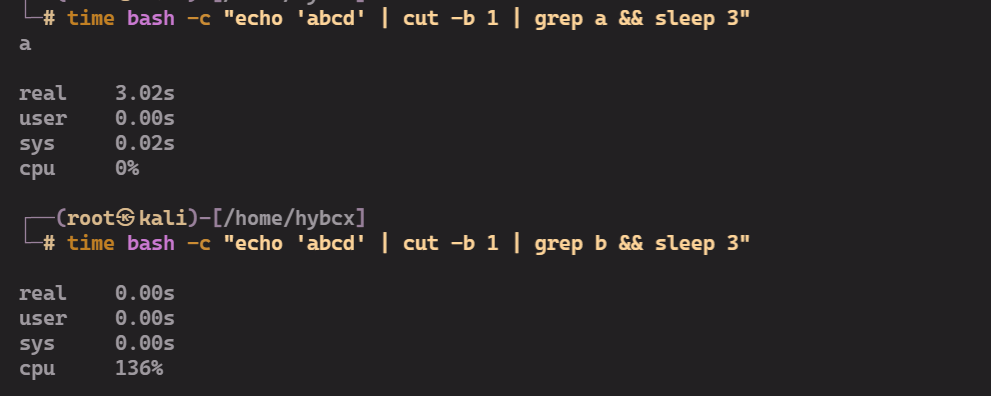 └─# time bash -c "echo 'abcd' | cut -b 1 | grep a && sleep 3"
a
real    3.02s
user    0.00s
sys     0.02s
cpu     0%
┌──(root㉿kali)-[/home/hybcx]
└─# time bash -c "echo 'abcd' | cut -b 1 | grep b && sleep 3"
real    0.00s
user    0.00s
sys     0.00s
cpu     136%